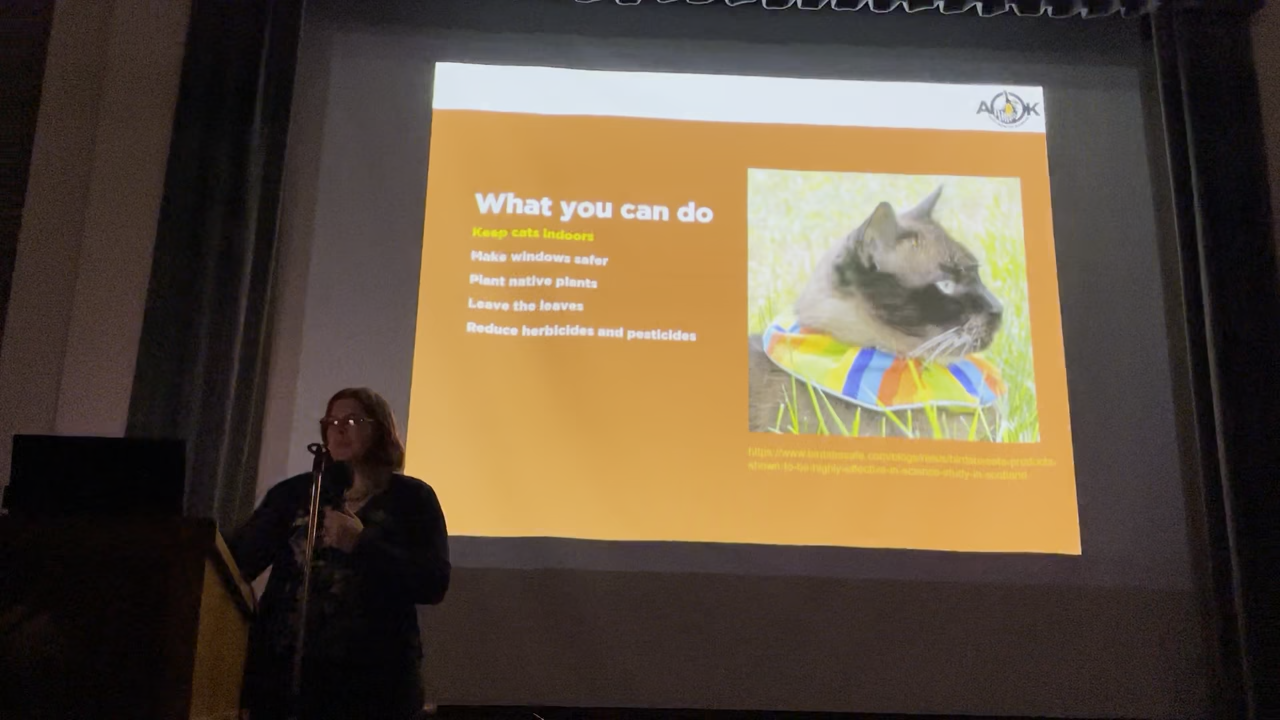 A K
What you can do
Keep cats indoors
Make windows safer
Plant native plants
Leave the leaves
Reduce herbicides and pesticides